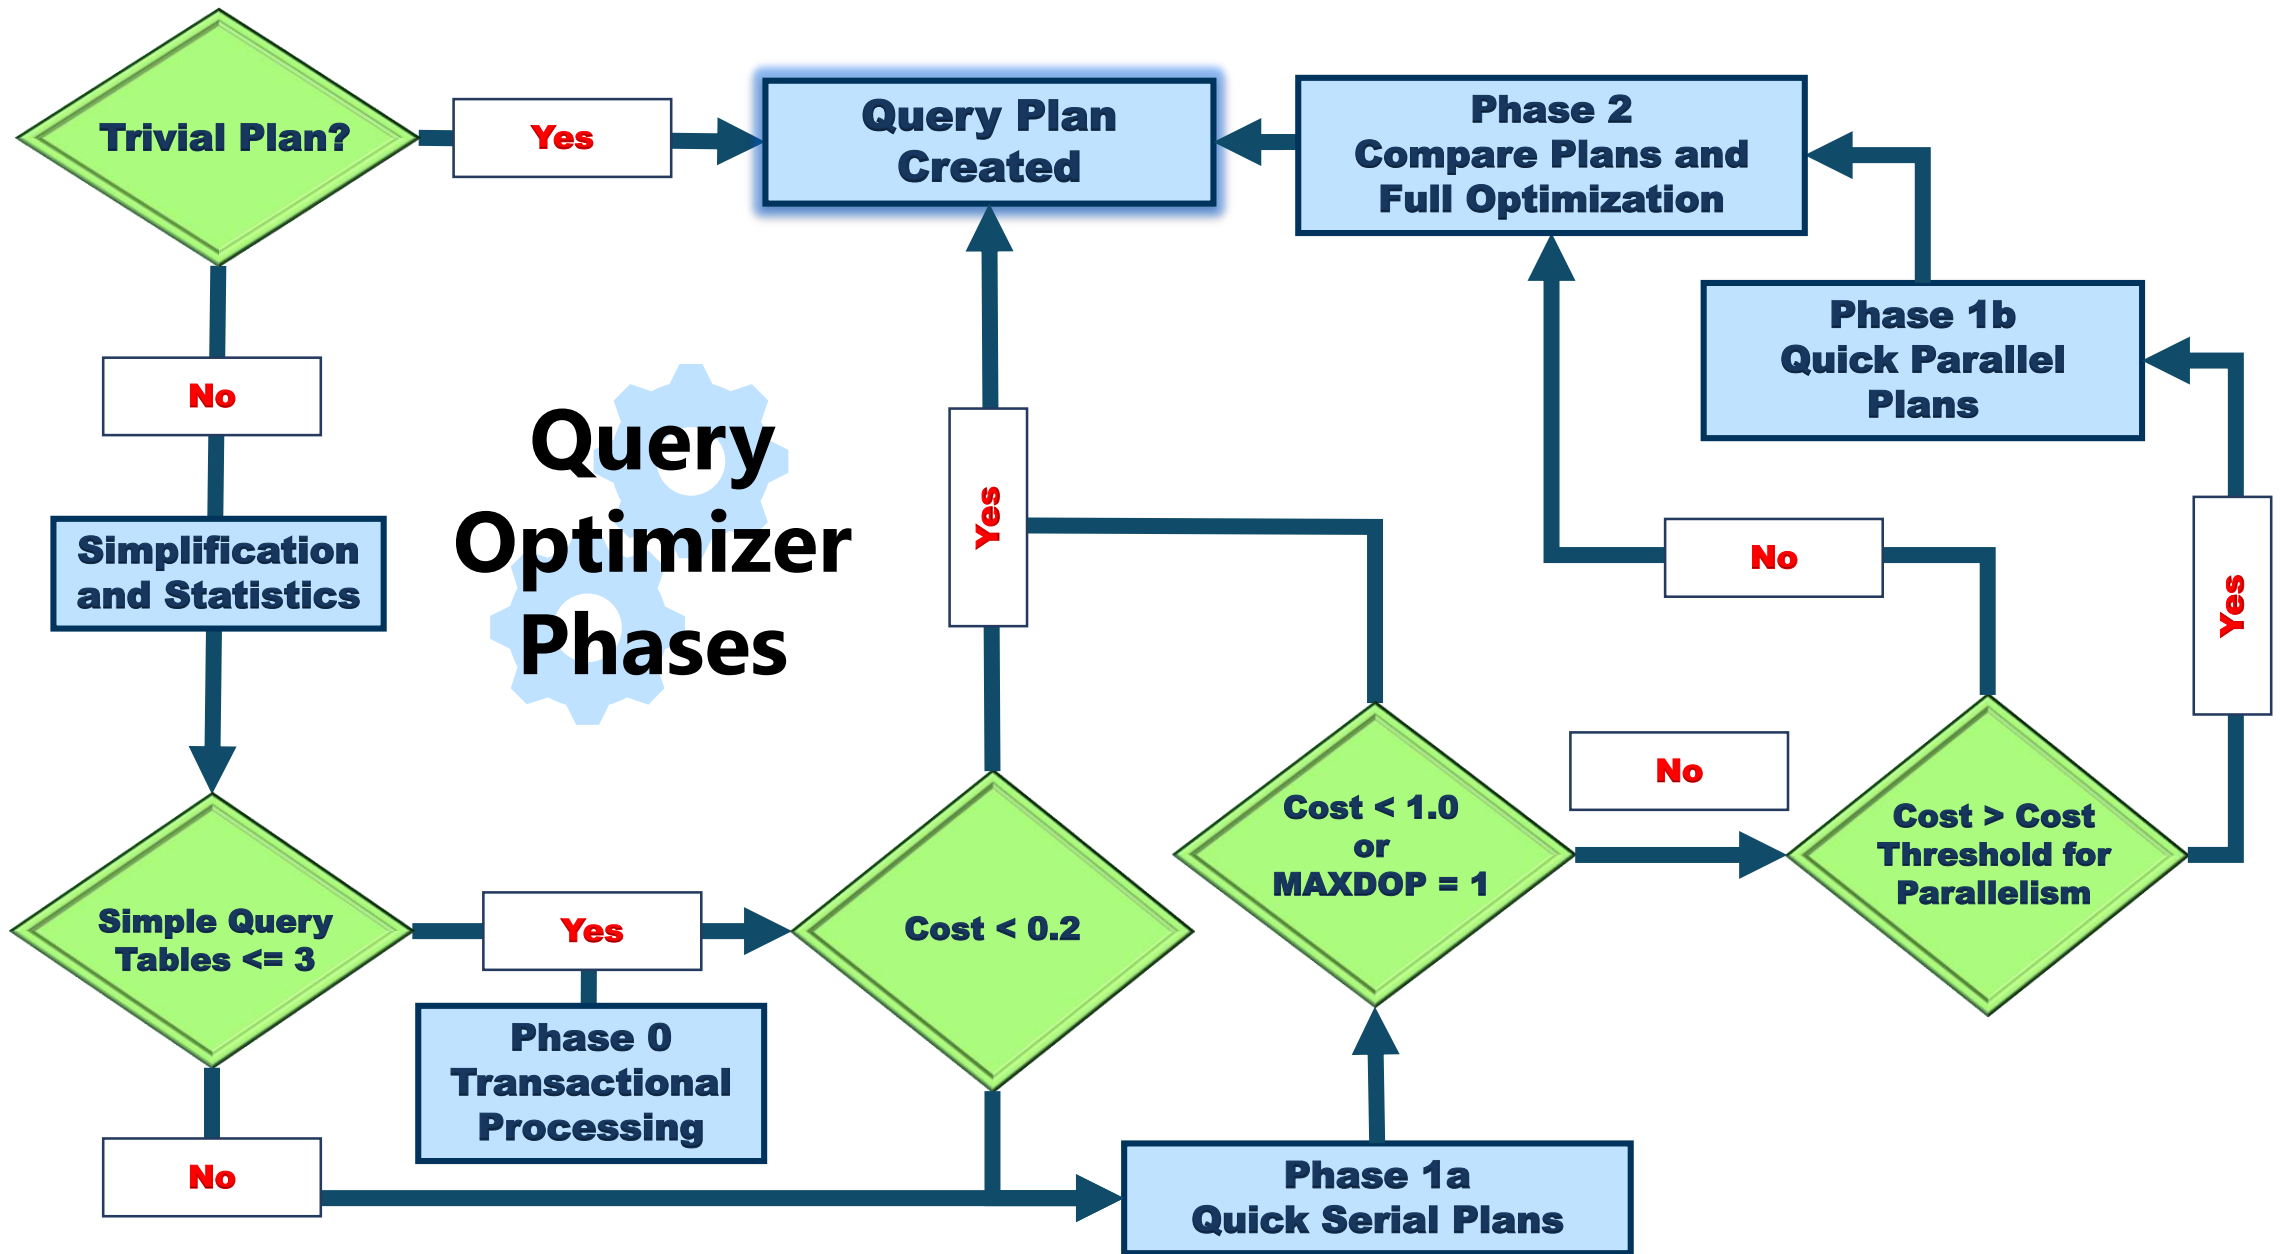 Trivial Plan?
Yes
Query Plan
Created
Phase 2
Compare Plans and
Full Optimization
No
Phase 1b
Quick Parallel
Plans
Query
Optimizer
Phases
Yes
Simplification
and Statistics
No
Yes
Simple Query
Tables <= 3
Yes
Phase 0
Transactional
Processing
Cost < 0.2
Cost < 1.0
or
MAXDOP = 1
No
Cost > Cost
Threshold for
Parallelism
No
Phase 1a
Quick Serial Plans